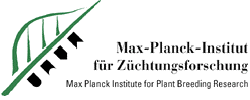 Max-Planck-Institut
für Züchtungsforschung
Max Planck Institute for Plant Breeding Research